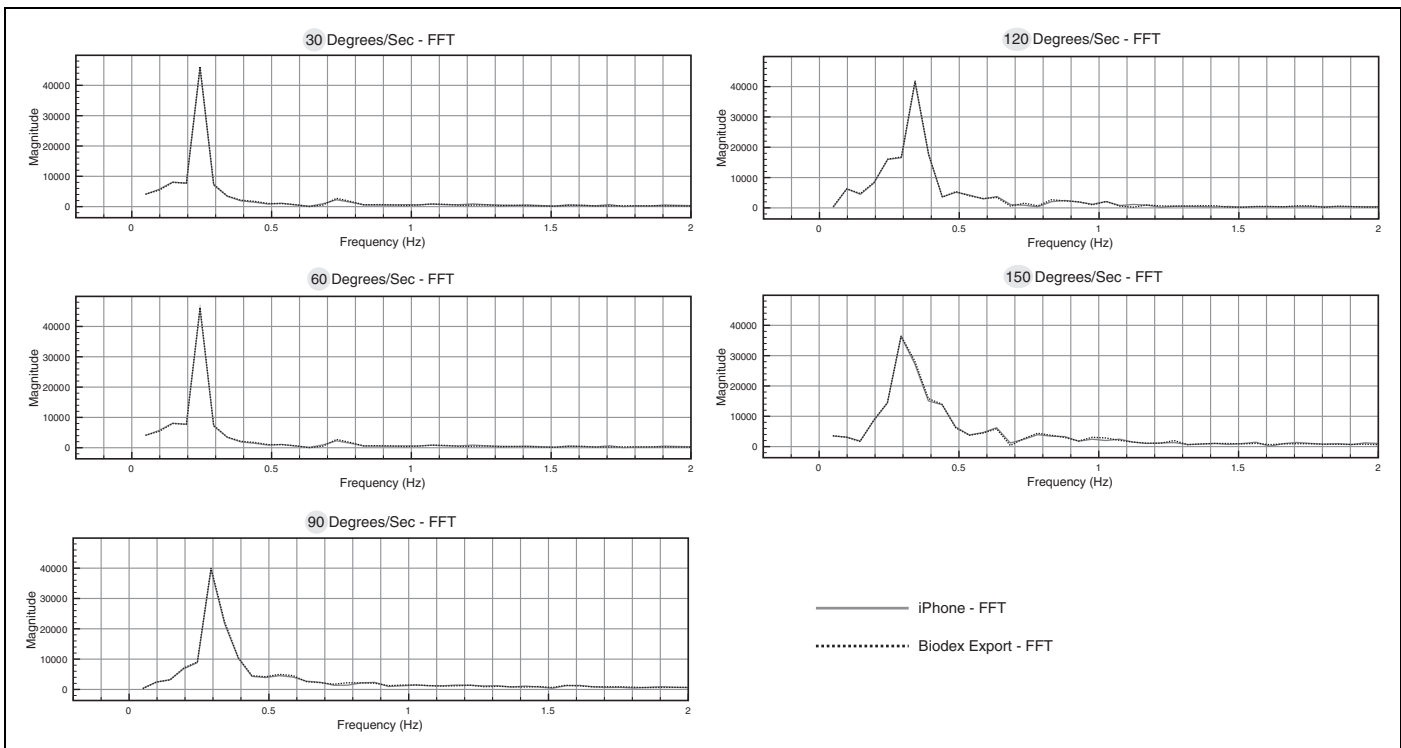 30 Degrees/Sec - FFT
Magnitude
40000
30000
20000
10000
0
0 0.5 1 1.5 2
Frequency (Hz)
60 Degrees/Sec - FFT
Magnitude
40000
30000
20000
10000
0
0 0.5 1 1.5 2
Frequency (Hz)
90 Degrees/Sec - FFT
Magnitude
40000
30000
20000
10000
0
0 0.5 1 1.5 2
Frequency (Hz)
120 Degrees/Sec - FFT
Magnitude
40000
30000
20000
10000
0
0 0.5 1 1.5 2
Frequency (Hz)
150 Degrees/Sec - FFT
Magnitude
40000
30000
20000
10000
0
0 0.5 1 1.5 2
Frequency (Hz)
iPhone - FFT
Biodex Export - FFT